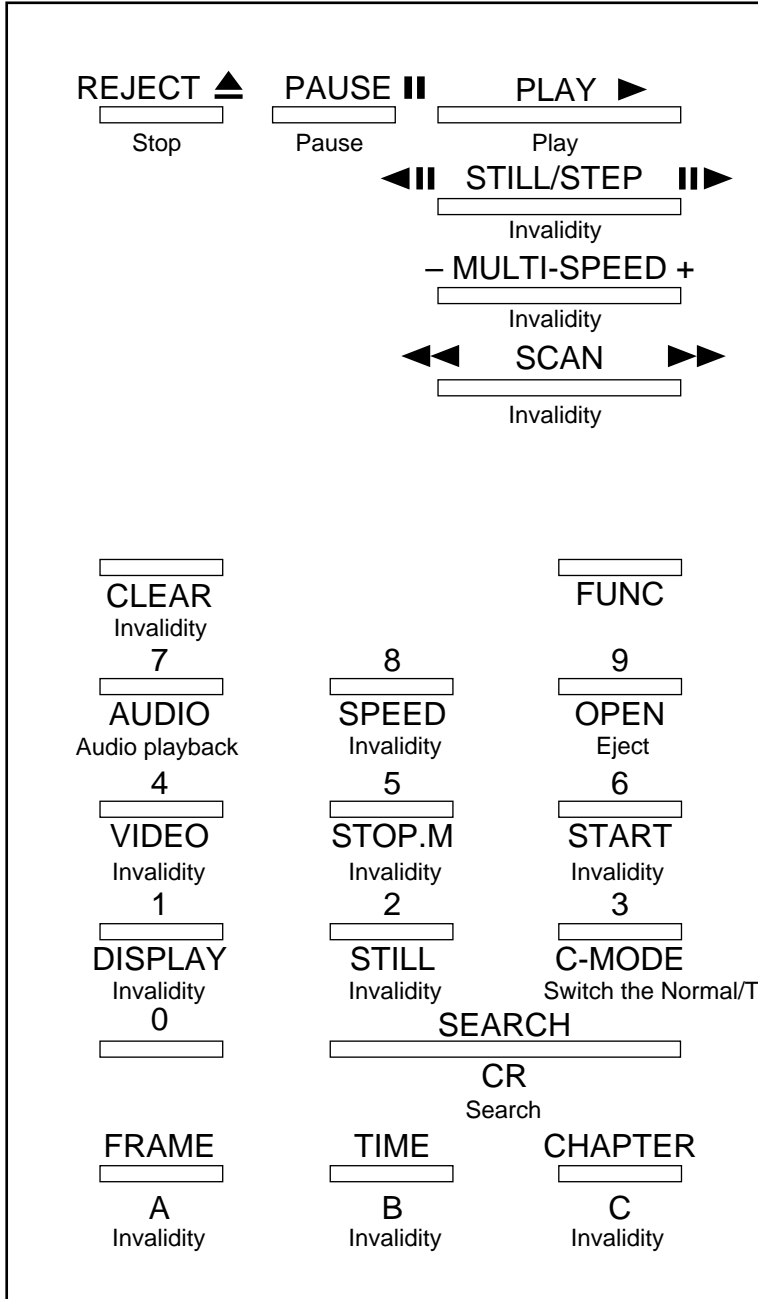 REJECT PAUSE PLAY
Stop Pause Play
STILL/STEP
Invalidity
– MULTI-SPEED +
Invalidity
SCAN
Invalidity
CLEAR FUNC
Invalidity
7 8 9
AUDIO SPEED OPEN
Audio playback Invalidity Eject
4 5 6
VIDEO STOP.M START
Invalidity Invalidity Invalidity
1 2 3
DISPLAY STILL C-MODE
Invalidity Invalidity Switch the Normal/T
0 SEARCH
CR
Search
FRAME TIME CHAPTER
A B C
Invalidity Invalidity Invalidity